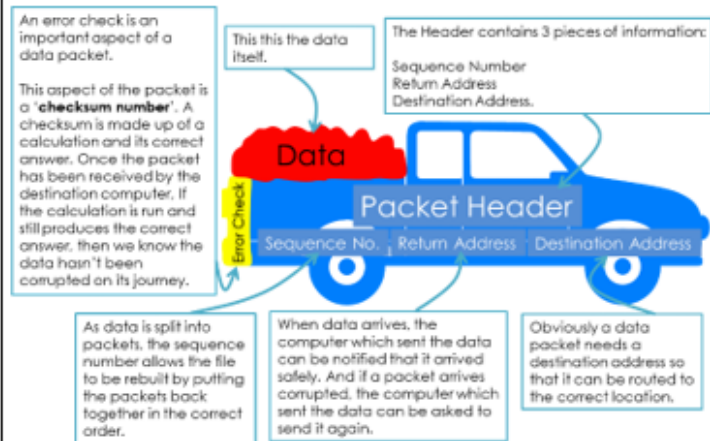 An error check is an
important aspect of a
data packet.
This aspect of the packet is
a 'checksum number'. A
checksum is made up of a
calculation and its correct
answer. Once the packet
has been received by the
destination computer, If
the calculation is run and
still produces the correct
answer, then we know the
data hasn't been
corrupted on its journey.
This this the data
itself.
The Header contains 3 pieces of information:
Sequence Number
Return Address
Destination Address.
Data
Error Check
Packet Header
Sequence No.
Return Address
Destination Address
As data is split into
packets, the sequence
number allows the file
to be rebuilt by putting
the packets back
together in the correct
order.
When data arrives, the
computer which sent the data
can be notified that it arrived
safely. And if a packet arrives
corrupted, the computer which
sent the data can be asked to
send it again.
Obviously a data
packet needs a
destination address so
that it can be routed to
the correct location.